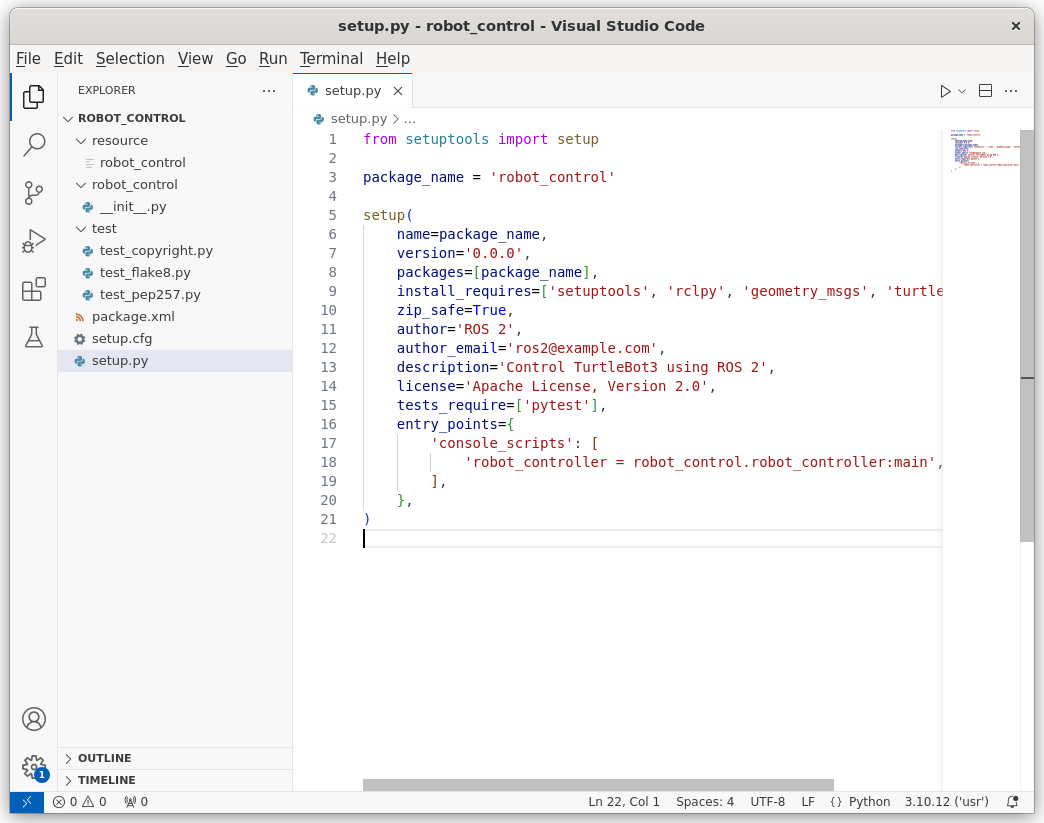 setup.py - robot_control - Visual Studio Code
File Edit Selection View Go Run Terminal Help
EXPLORER
ROBOT_CONTROL
resource
robot_control
robot_control
__init__.py
test
test_copyright.py
test_flake8.py
test_pep257.py
package.xml
setup.cfg
setup.py
OUTLINE
TIMELINE
setup.py
setup.py > ...
1 from setuptools import setup
2
3 package_name = 'robot_control'
4
5 setup(
6     name=package_name,
7     version='0.0.0',
8     packages=[package_name],
9     install_requires=['setuptools', 'rclpy', 'geometry_msgs', 'turtle
10     zip_safe=True,
11     author='ROS 2',
12     author_email='ros2@example.com',
13     description='Control TurtleBot3 using ROS 2',
14     license='Apache License, Version 2.0',
15     tests_require=['pytest'],
16     entry_points={
17         'console_scripts': [
18             'robot_controller = robot_control.robot_controller:main',
19         ],
20     },
21 )
22
1
0 0 0 Ln 22, Col 1 Spaces: 4 UTF-8 LF {} Python 3.10.12 ('usr')